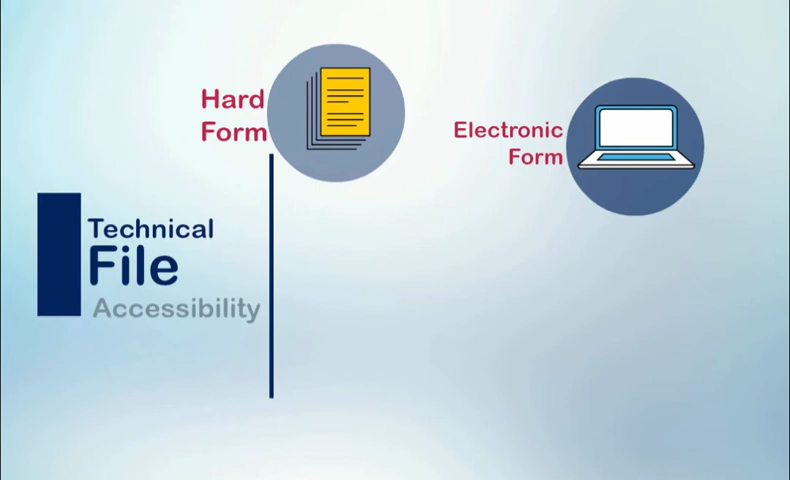 Hard
Form
Electronic
Form
Technical
File
Accessibility